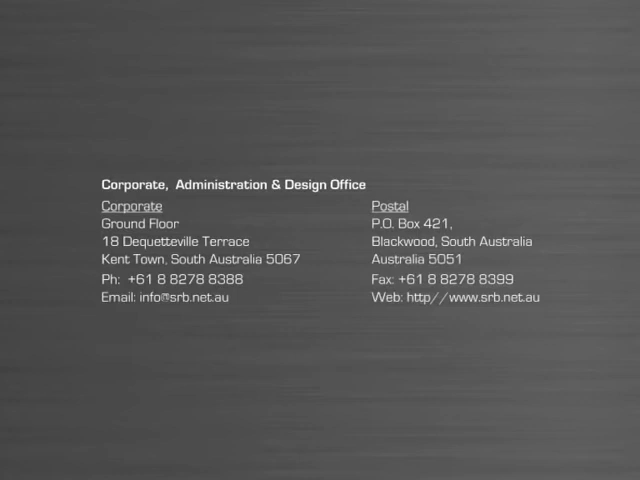 Corporate, Administration & Design Office
Corporate
Ground Floor
18 Dequetteville Terrace
Kent Town, South Australia 5067
Ph: +61 8 8278 8388
Email: info@srb.net.au
Postal
P.O. Box 421,
Blackwood, South Australia
Australia 5051
Fax: +61 8 8278 8399
Web: http//www.srb.net.au